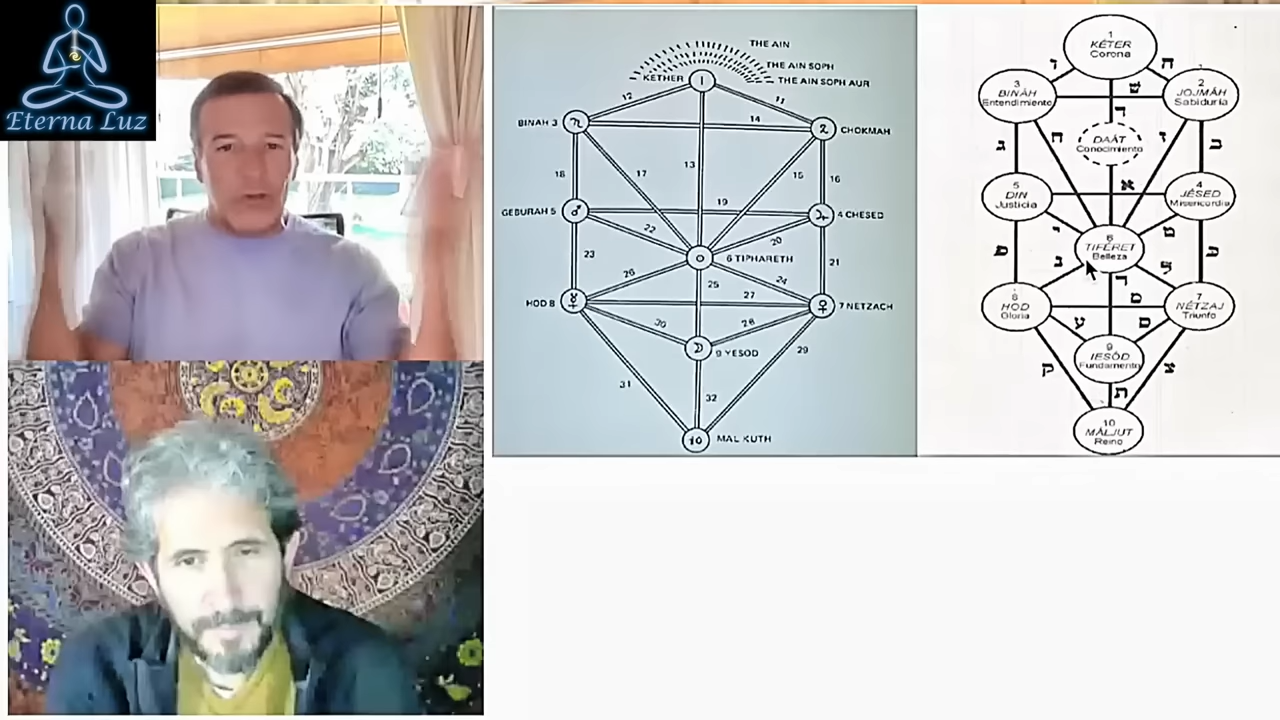 Eterna Luz
THE AIN
THE AIN SOPH
THE AIN SOPH AUR
KETHER
1
12
11
BINAH 3
14
CHOKMAH
13
18
17
15
16
19
GEBURAH 5
4 CHESED
22
20
23
6 TIPHARETH
21
26
25
24
27
HOD 8
7 NETZACH
30
28
9 YESOD
29
31
32
10
MALKUTH
1
KÉTER
Corona
ה
ש
3
BINÁH
Entendimiento
2
JOJMÁH
Sabiduría
ד
DAÁT
Conocimiento
ג
ח
ז
ב
א
5
DIN
Justicia
4
JÉSED
Misericordia
י
6
TIFÉRET
Belleza
8
HOD
Gloria
7
NÉTZAJ
Triunfo
ע
9
IESÓD
Fundamento
ק
צ
ת
10
MÁLJUT
Reino